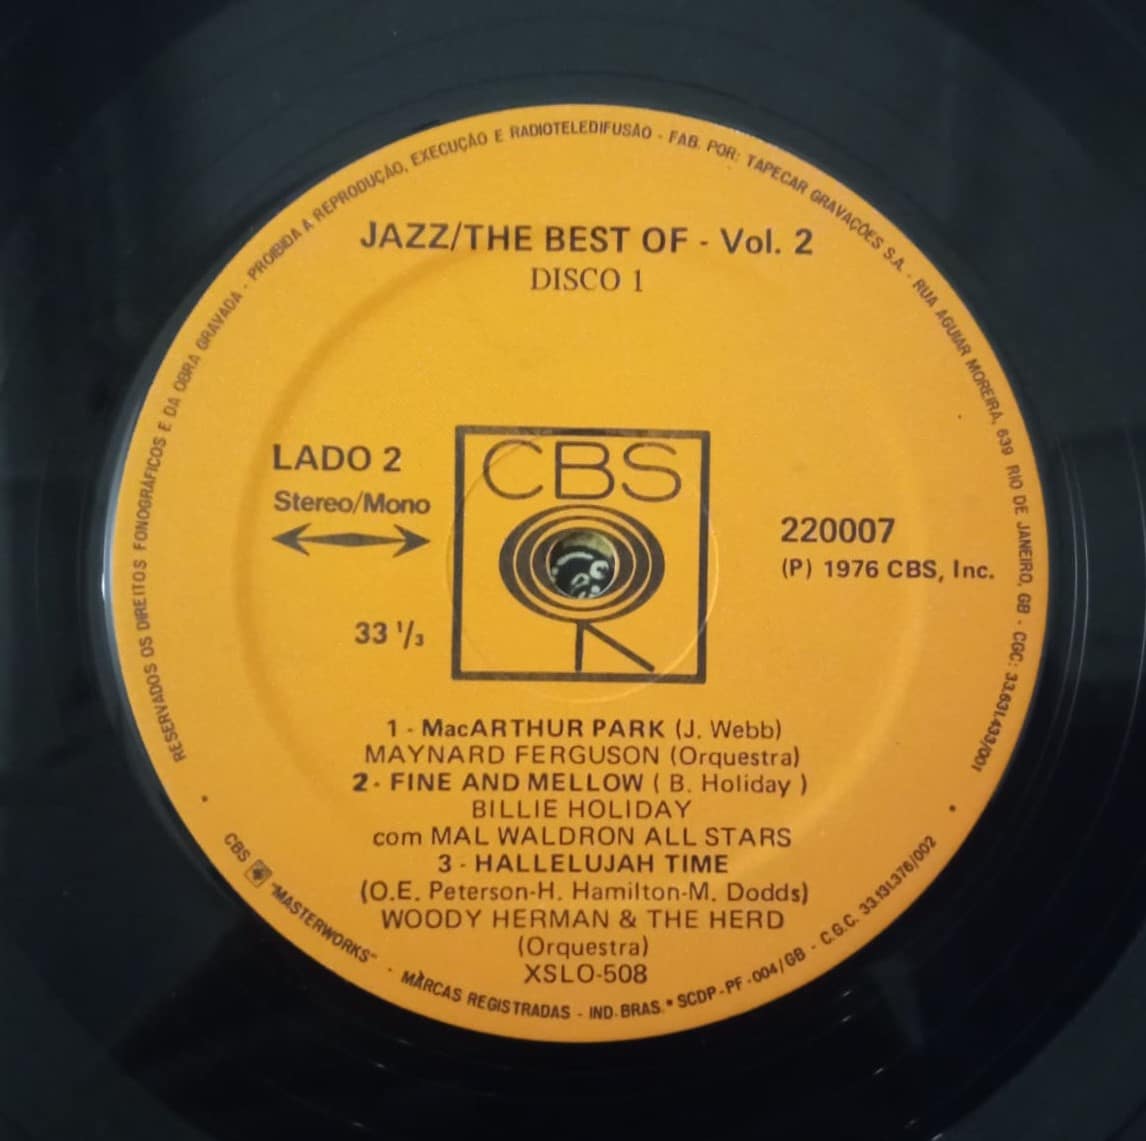 RESERVADOS OS DIREITOS FONOGRÁFICOS E DA OBRA GRAVADA - PROIBIDA A REPRODUÇÃO, EXECUÇÃO E RADIOTELEDIFUSÃO - FAB. POR: TAPECAR GRAVAÇÕES S.A. - RUA AGUIAR MOREIRA, 639 RIO DE JANEIRO, GB - CGC: 33.631.433/001
JAZZ/THE BEST OF - Vol. 2
DISCO 1
LADO 2
Stereo/Mono
33 1/3
CBS
220007
(P) 1976 CBS, Inc.
1 - MacARTHUR PARK (J. Webb)
MAYNARD FERGUSON (Orquestra)
2 - FINE AND MELLOW ( B. Holiday )
BILLIE HOLIDAY
com MAL WALDRON ALL STARS
3 - HALLELUJAH TIME
(O.E. Peterson-H. Hamilton-M. Dodds)
WOODY HERMAN & THE HERD
(Orquestra)
XSLO-508
CBS "MASTERWORKS" - MARCAS REGISTRADAS - IND. BRAS. * SCDP-PF-004/GB - C.G.C. 33.131.376/002